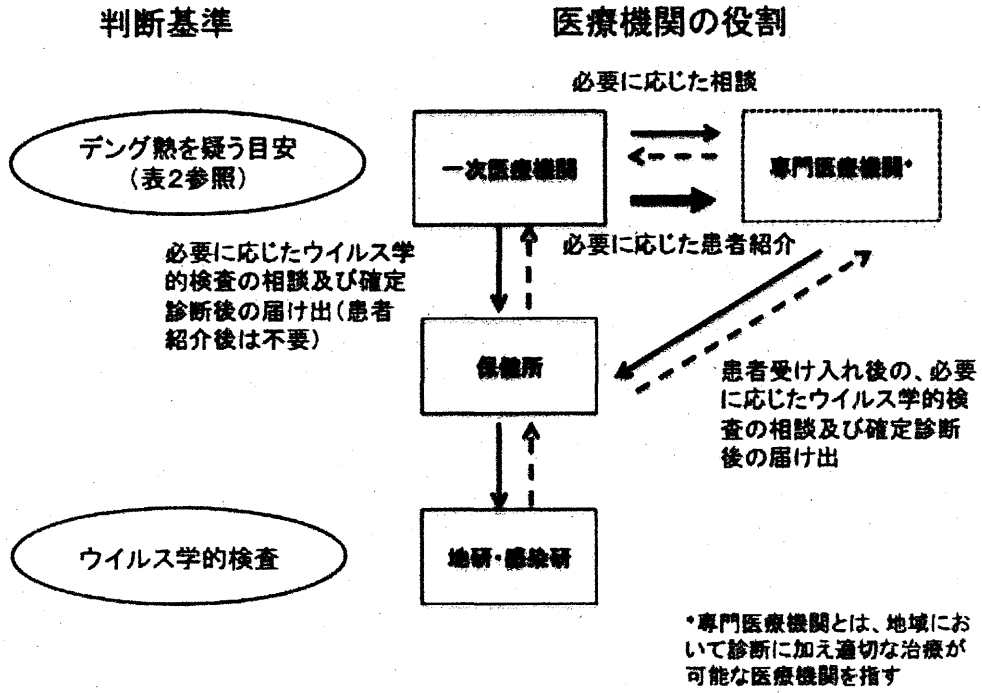 判断基準
医療機関の役割
必要に応じた相談
デング熱を疑う目安
(表2参照)
一次医療機関
専門医療機関*
必要に応じた患者紹介
必要に応じたウイルス学
的検査の相談及び確定
診断後の届け出(患者
紹介後は不要)
保健所
患者受け入れ後の、必要
に応じたウイルス学的検
査の相談及び確定診断
後の届け出
ウイルス学的検査
地研・感染研
*専門医療機関とは、地域にお
いて診断に加え適切な治療が
可能な医療機関を指す